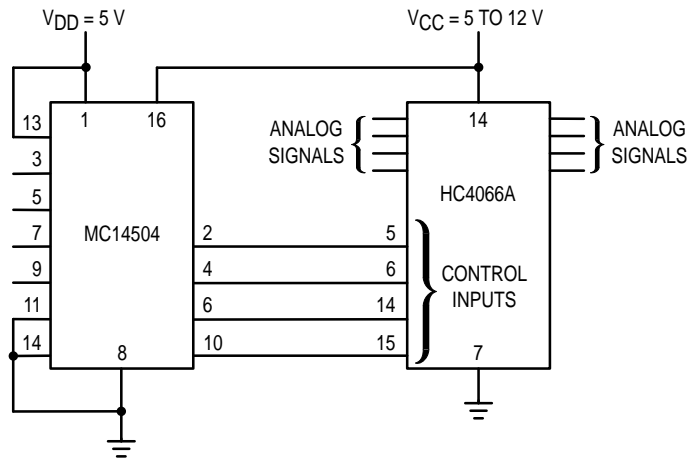 VDD = 5 V
VCC = 5 TO 12 V
13
1
16
14
3
5
7
9
11
14
MC14504
8
2
4
6
10
ANALOG
SIGNALS
ANALOG
SIGNALS
HC4066A
5
6
14
15
CONTROL
INPUTS
7